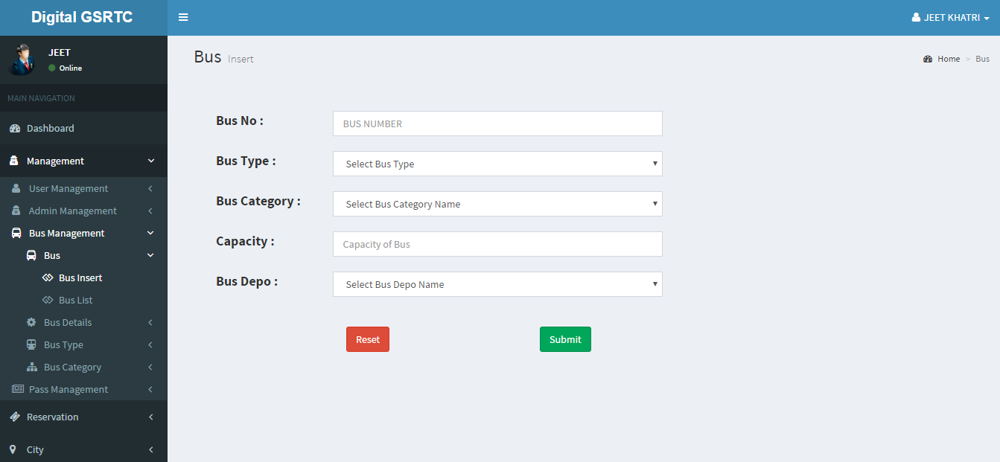 Digital GSRTC
JEET KHATRI
JEET
Online
MAIN NAVIGATION
Dashboard
Management
User Management
Admin Management
Bus Management
Bus
Bus Insert
Bus List
Bus Details
Bus Type
Bus Category
Pass Management
Reservation
City
Bus Insert
Home > Bus
Bus No : BUS NUMBER
Bus Type : Select Bus Type
Bus Category : Select Bus Category Name
Capacity : Capacity of Bus
Bus Depo : Select Bus Depo Name
Reset Submit